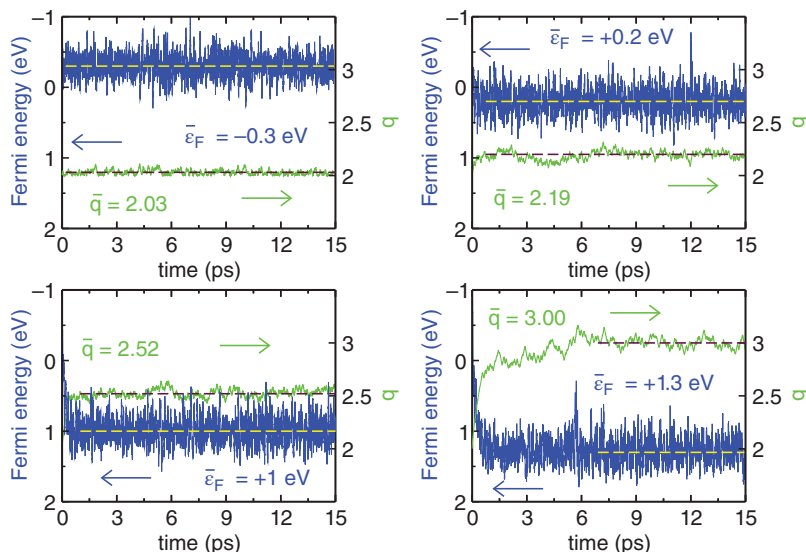 −1
0
1
2
Fermi energy (eV)
3
2.5
2
q
ε̄F = −0.3 eV
q̄ = 2.03
0 3 6 9 12 15
time (ps)
−1
0
1
2
Fermi energy (eV)
3
2.5
2
q
ε̄F = +0.2 eV
q̄ = 2.19
0 3 6 9 12 15
time (ps)
−1
0
1
2
Fermi energy (eV)
3
2.5
2
q
q̄ = 2.52
ε̄F = +1 eV
0 3 6 9 12 15
time (ps)
−1
0
1
2
Fermi energy (eV)
3
2.5
2
q
q̄ = 3.00
ε̄F = +1.3 eV
0 3 6 9 12 15
time (ps)